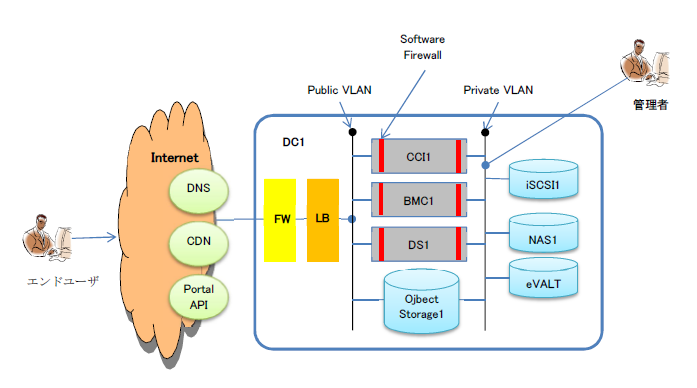 Software
Firewall
Public VLAN
Private VLAN
管理者
DC1
Internet
CCI1
DNS
iSCSI1
BMC1
FW
LB
CDN
DS1
NAS1
エンドユーザ
Portal
API
Ojbect
Storage1
eVALT